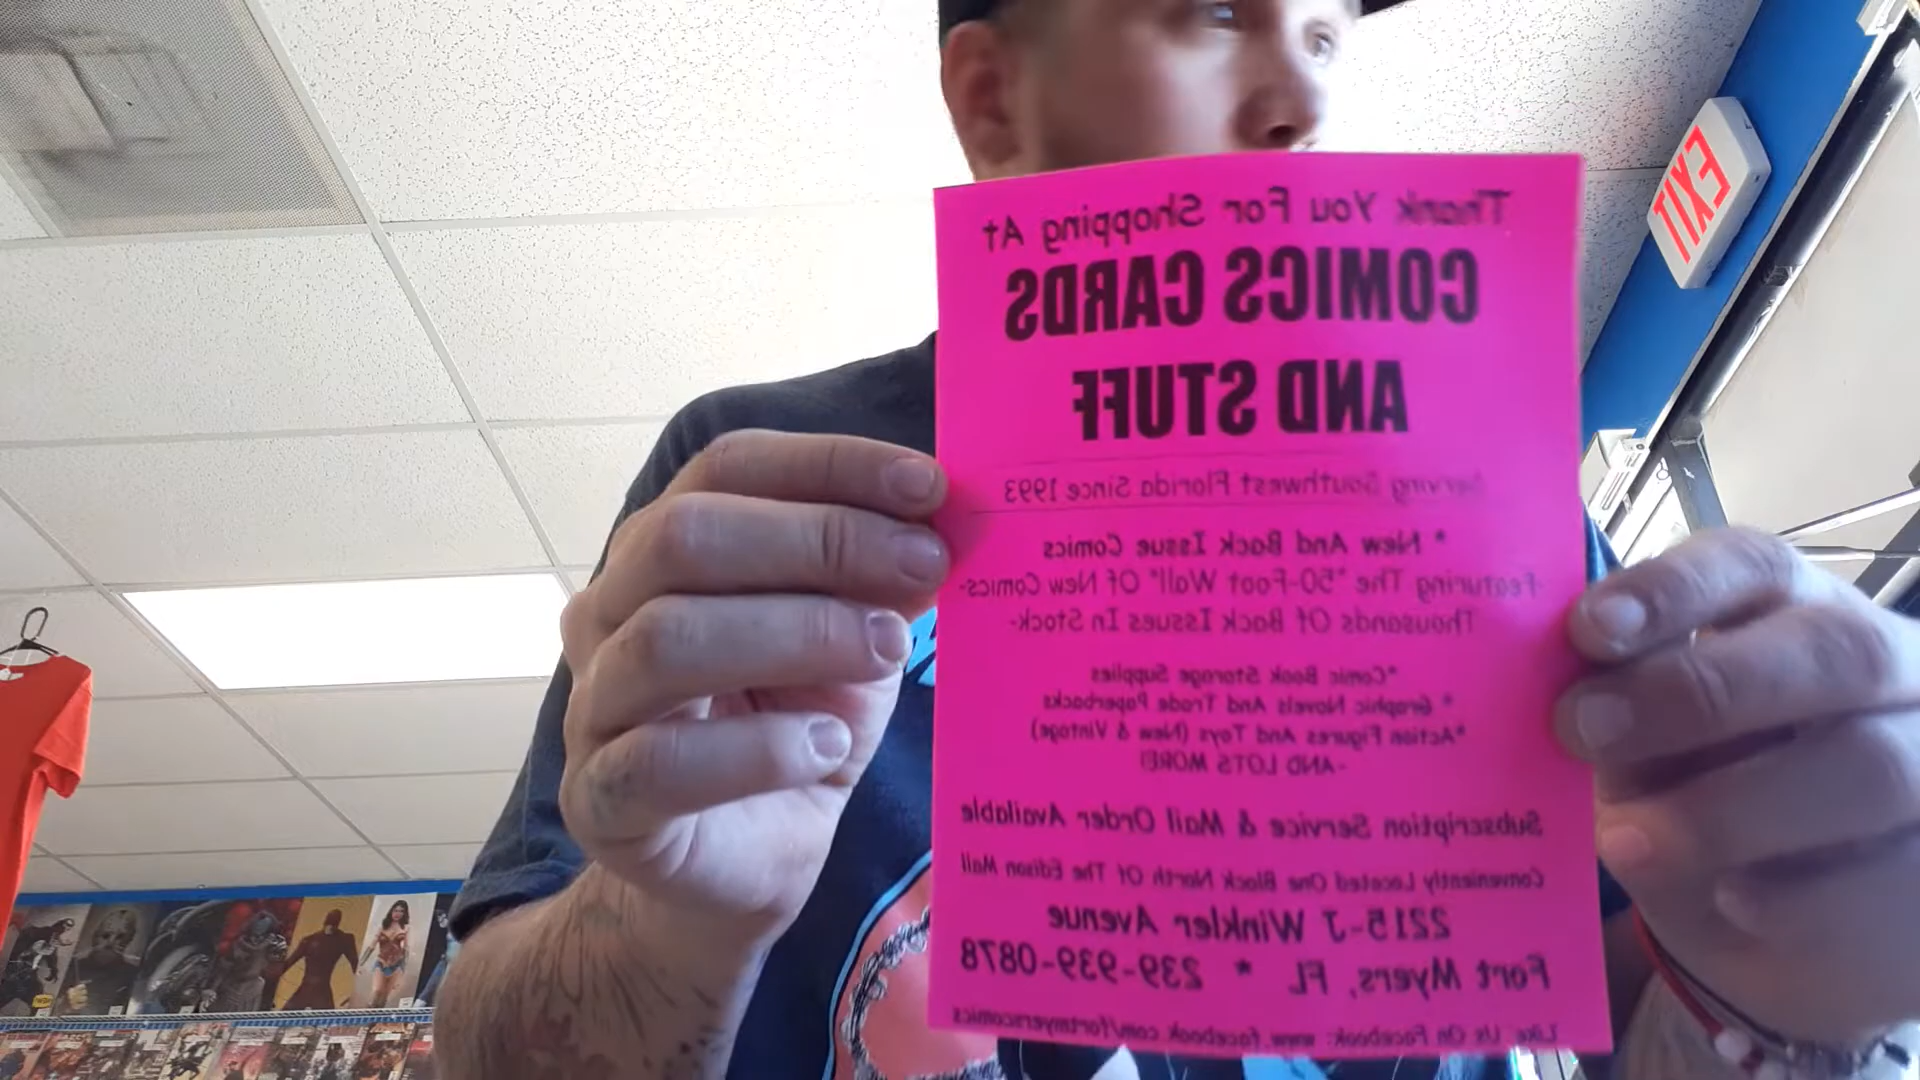 Thank You For Shopping At
COMICS CARDS
AND STUFF
Serving Southwest Florida Since 1993
* New And Back Issue Comics
-Featuring The "50-Foot Wall" Of New Comics-
Thousands Of Back Issues In Stock-
*Comic Book Storage Supplies
* Graphic Novels And Trade Paperbacks
*Action Figures And Toys (New & Vintage)
-AND LOTS MORE!
Subscription Service & Mail Order Available
Conveniently Located One Block North Of The Edison Mall
2215-J Winkler Avenue
Fort Myers, FL * 239-939-0878
Like Us On Facebook: www.facebook.com/fortmyerscomics
EXIT